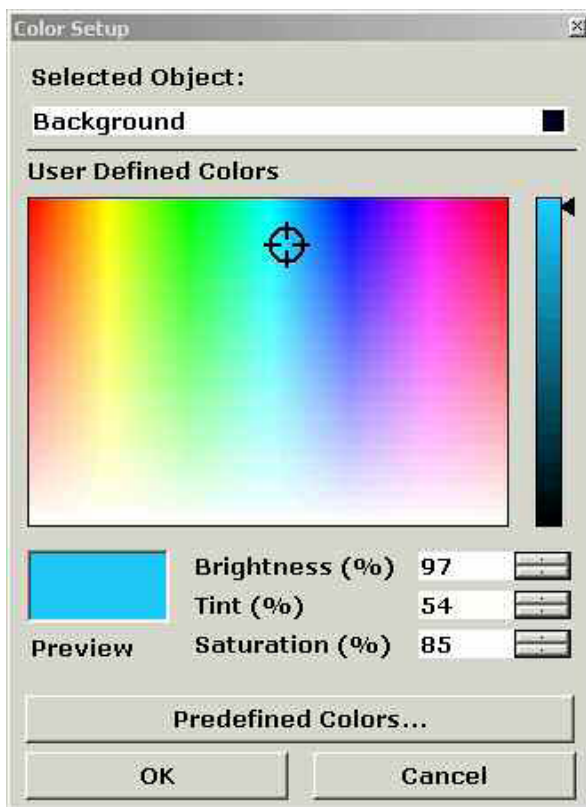 Color Setup
Selected Object:
Background
User Defined Colors
Brightness (%) 97
Tint (%) 54
Preview
Saturation (%) 85
Predefined Colors...
OK Cancel